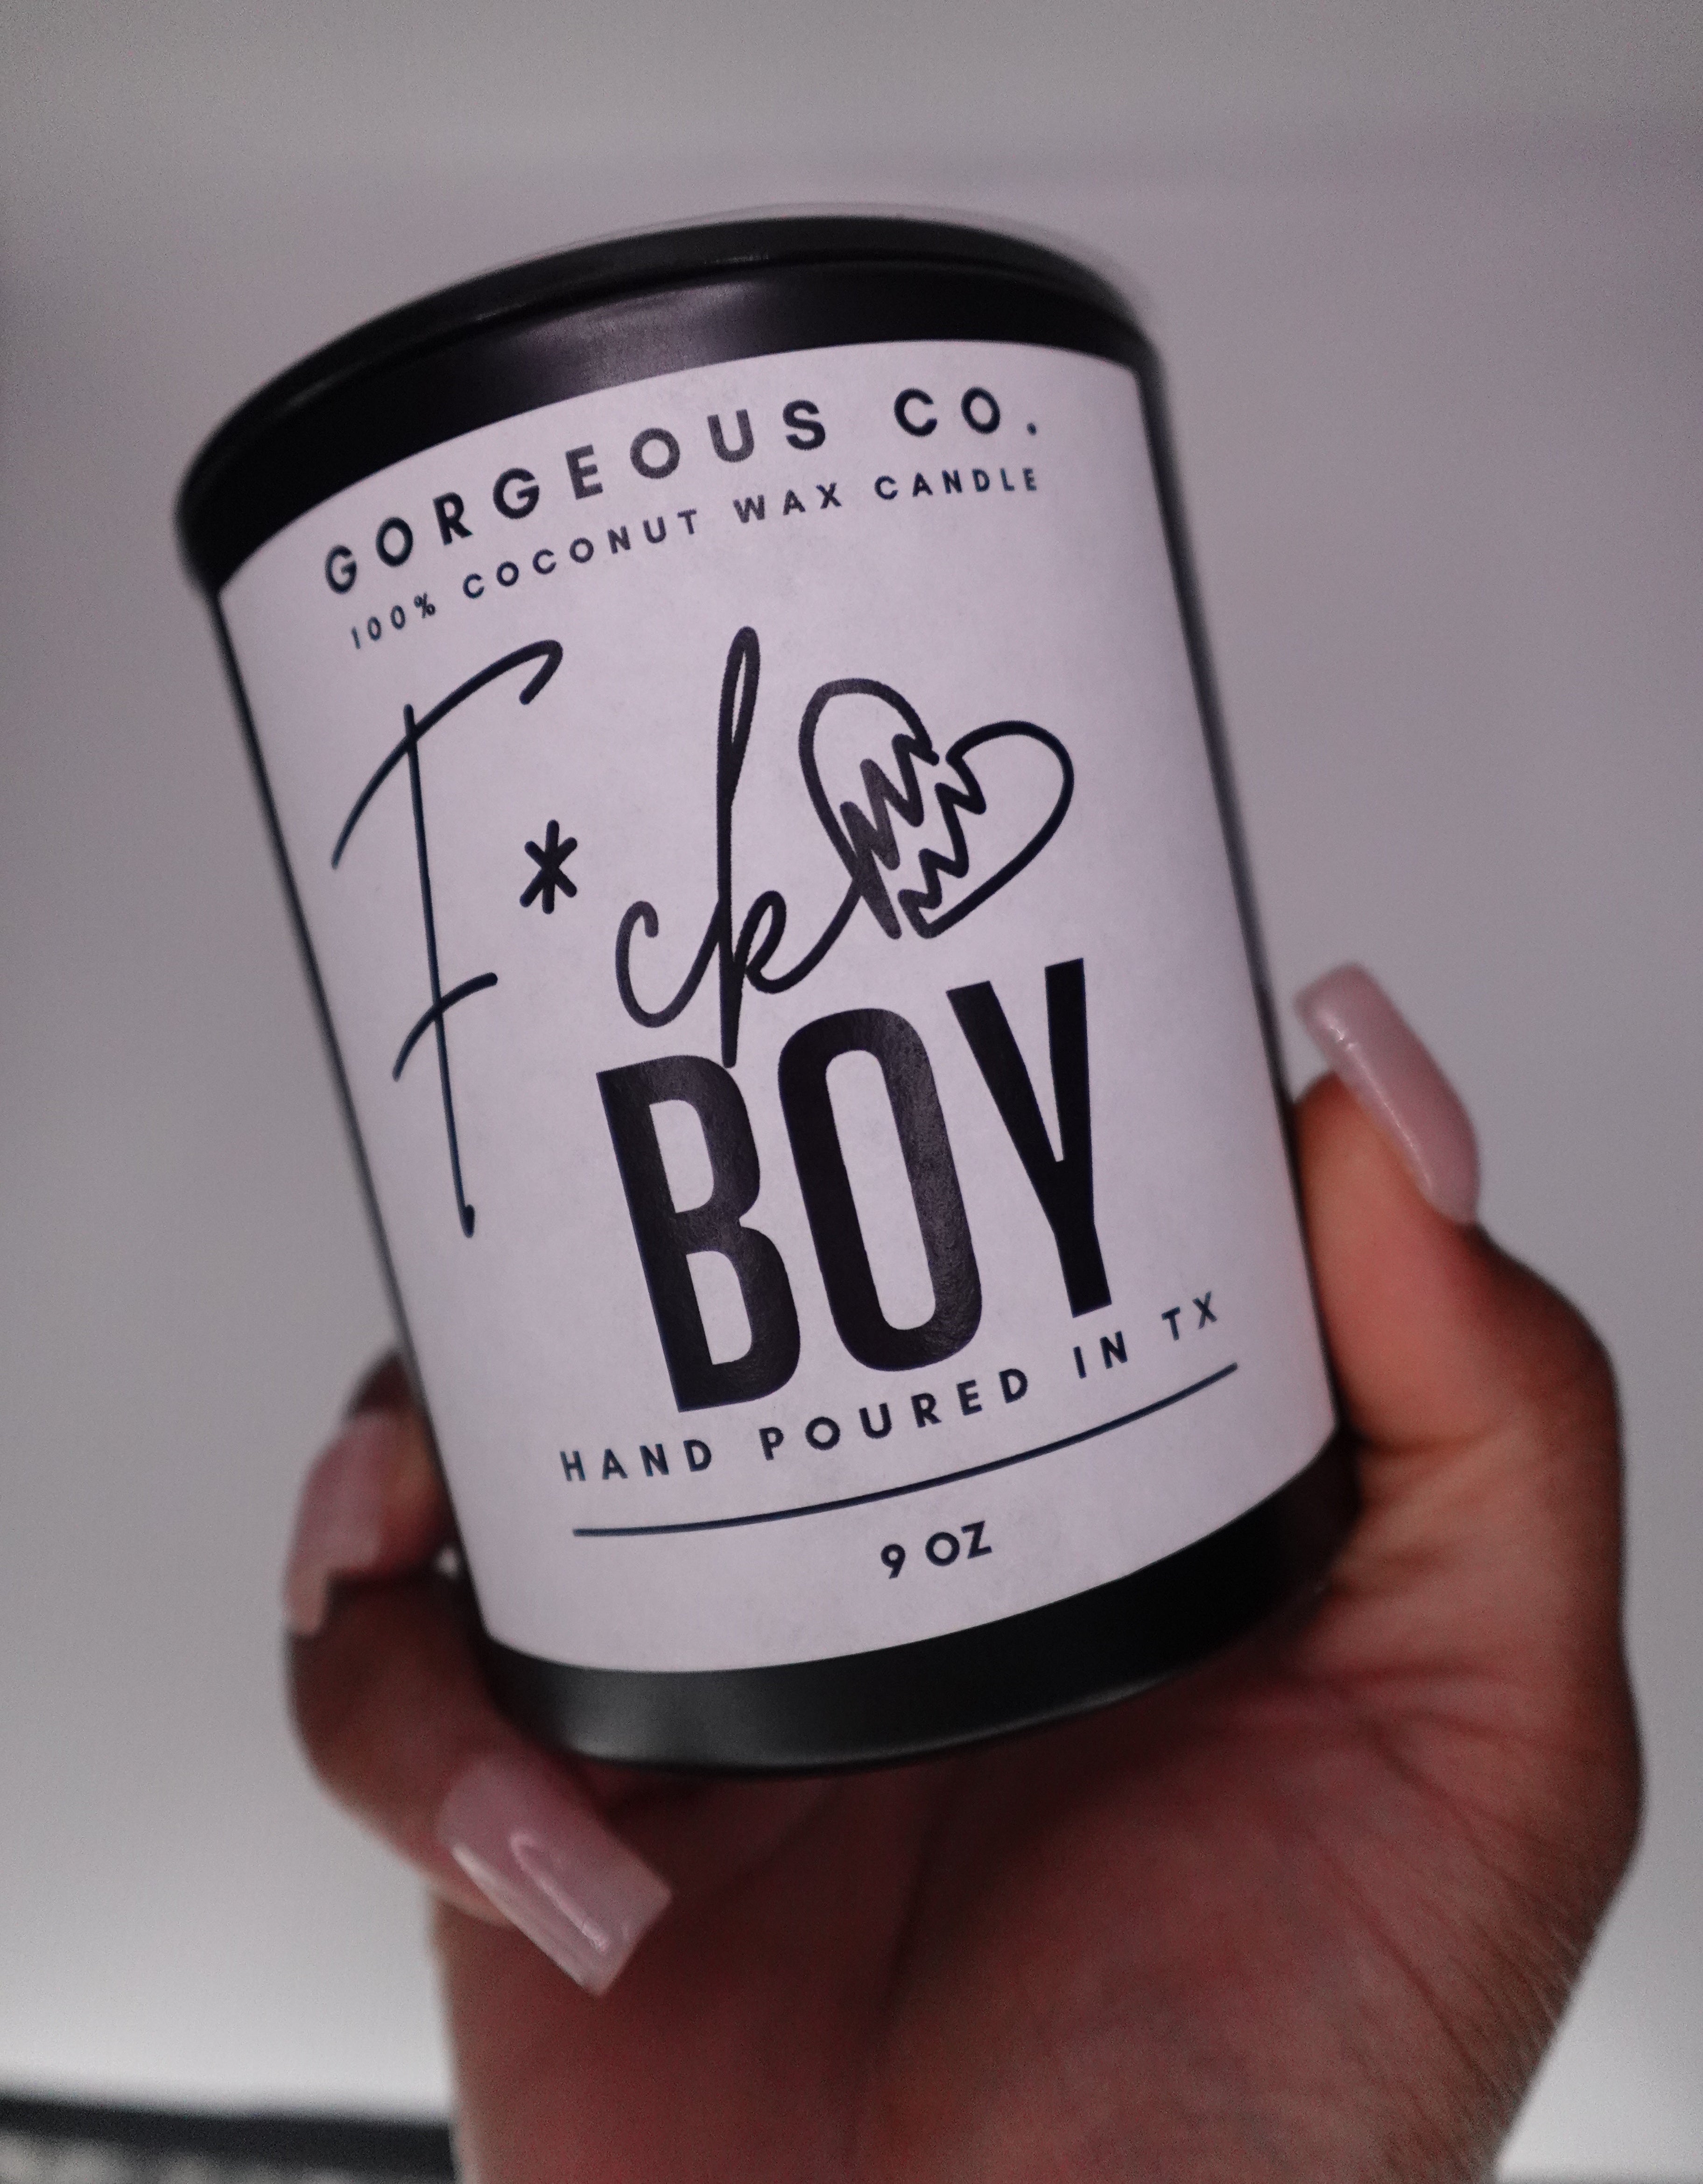 GORGEOUS CO.
100% COCONUT WAX CANDLE
F*ck
BOY
HAND POURED IN TX
9 OZ